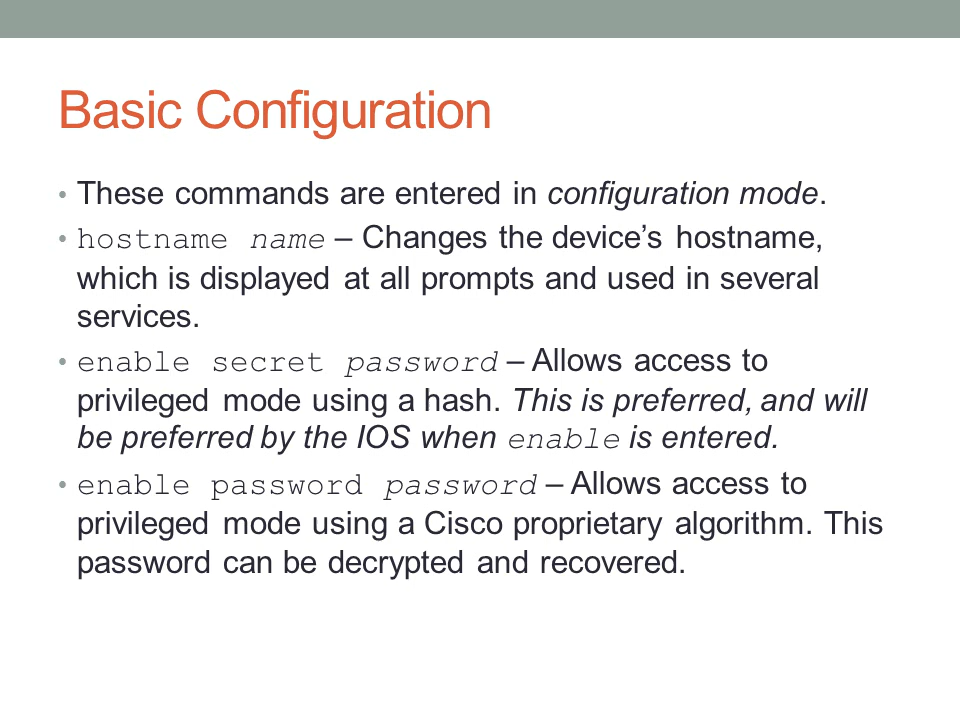 Basic Configuration
• These commands are entered in configuration mode.
• hostname name – Changes the device’s hostname,
which is displayed at all prompts and used in several
services.
• enable secret password – Allows access to
privileged mode using a hash. This is preferred, and will
be preferred by the IOS when enable is entered.
• enable password password – Allows access to
privileged mode using a Cisco proprietary algorithm. This
password can be decrypted and recovered.